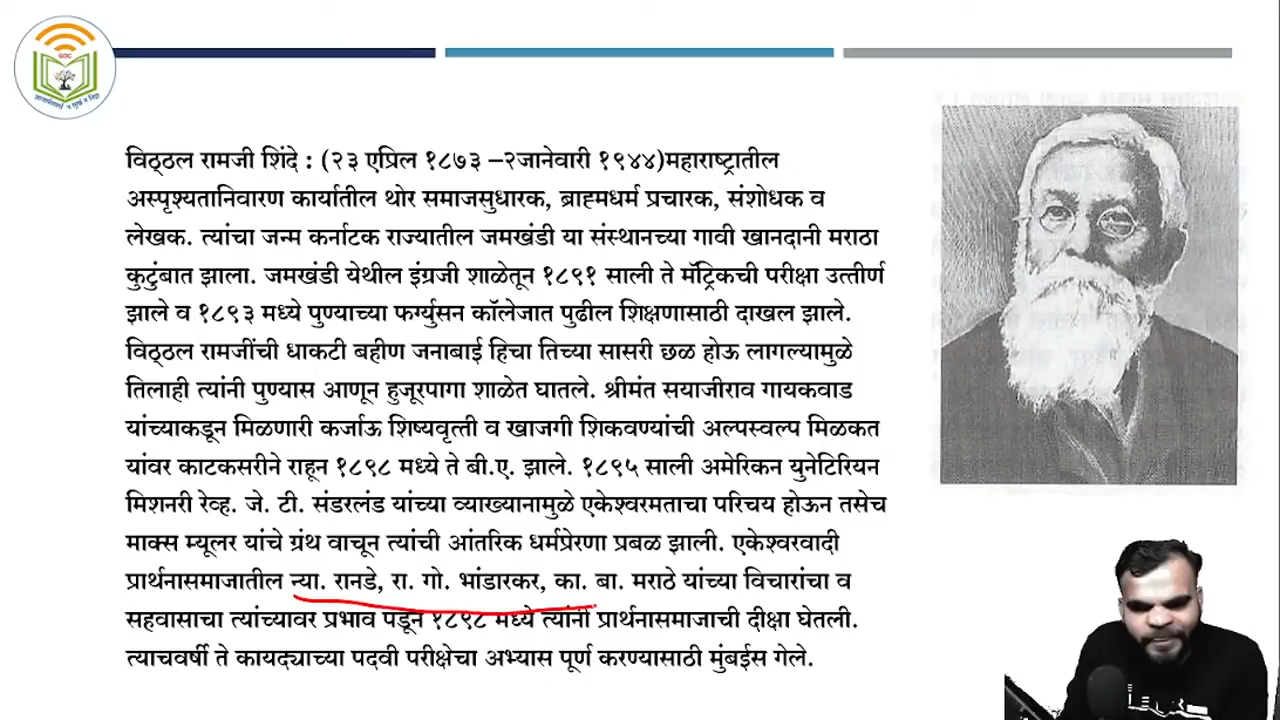 GDC
विठ्ठल रामजी शिंदे : (२३ एप्रिल १८७३ –२जानेवारी १९४४)महाराष्ट्रातील
अस्पृश्यतानिवारण कार्यातील थोर समाजसुधारक, ब्राह्मधर्म प्रचारक, संशोधक व
लेखक. त्यांचा जन्म कर्नाटक राज्यातील जमखंडी या संस्थानच्या गावी खानदानी मराठा
कुटुंबात झाला. जमखंडी येथील इंग्रजी शाळेतून १८९१ साली ते मॅट्रिकची परीक्षा उत्तीर्ण
झाले व १८९३ मध्ये पुण्याच्या फर्ग्युसन कॉलेजात पुढील शिक्षणासाठी दाखल झाले.
विठ्ठल रामजींची धाकटी बहीण जनाबाई हिचा तिच्या सासरी छळ होऊ लागल्यामुळे
तिलाही त्यांनी पुण्यास आणून हुजूरपागा शाळेत घातले. श्रीमंत सयाजीराव गायकवाड
यांच्याकडून मिळणारी कर्जाऊ शिष्यवृत्ती व खाजगी शिकवण्यांची अल्पस्वल्प मिळकत
यांवर काटकसरीने राहून १८९८ मध्ये ते बी.ए. झाले. १८९५ साली अमेरिकन युनेटिरियन
मिशनरी रेव्ह. जे. टी. संडरलंड यांच्या व्याख्यानामुळे एकेश्वरमताचा परिचय होऊन तसेच
माक्स म्यूलर यांचे ग्रंथ वाचून त्यांची आंतरिक धर्मप्रेरणा प्रबळ झाली. एकेश्वरवादी
प्रार्थनासमाजातील न्या. रानडे, रा. गो. भांडारकर, का. बा. मराठे यांच्या विचारांचा व
सहवासाचा त्यांच्यावर प्रभाव पडून १८९८ मध्ये त्यांनी प्रार्थनासमाजाची दीक्षा घेतली.
त्याचवर्षी ते कायद्याच्या पदवी परीक्षेचा अभ्यास पूर्ण करण्यासाठी मुंबईस गेले.